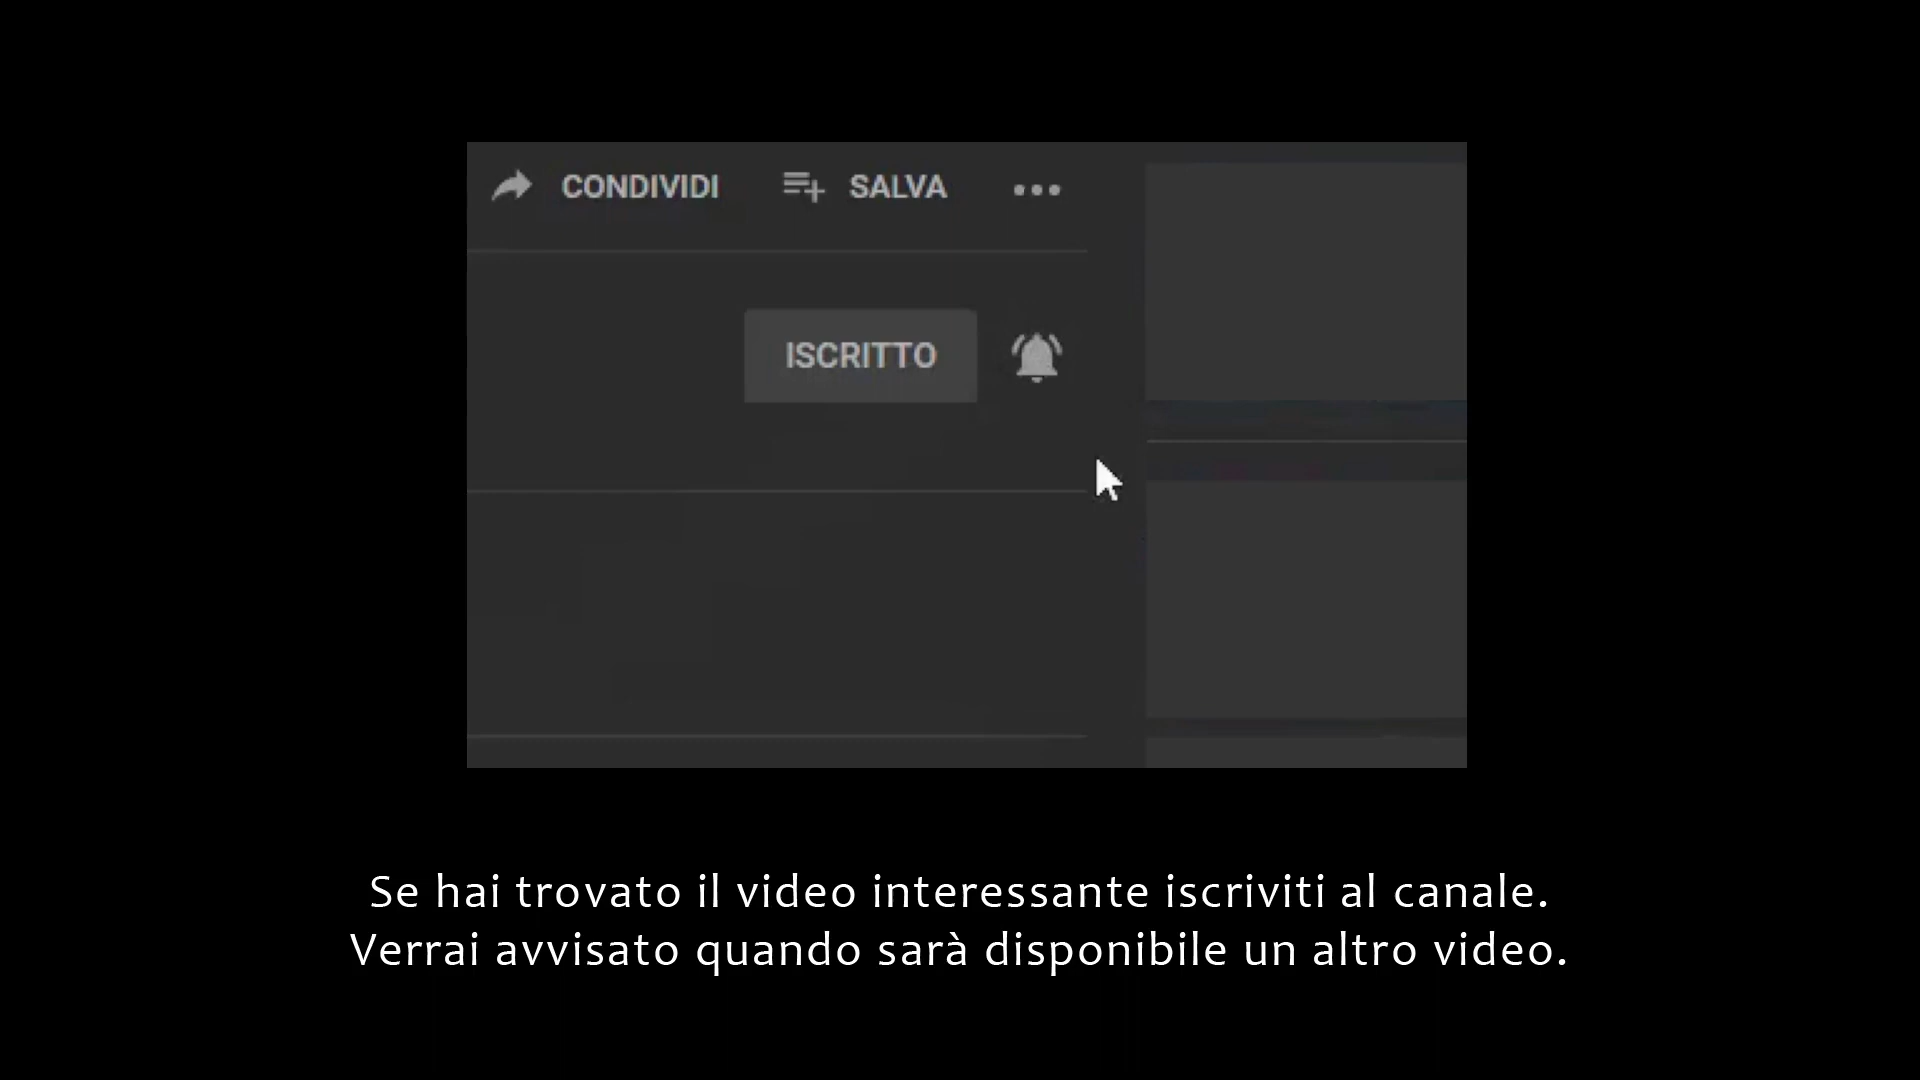 CONDIVIDI SALVA
ISCRITTO
Se hai trovato il video interessante iscriviti al canale.
Verrai avvisato quando sarà disponibile un altro video.